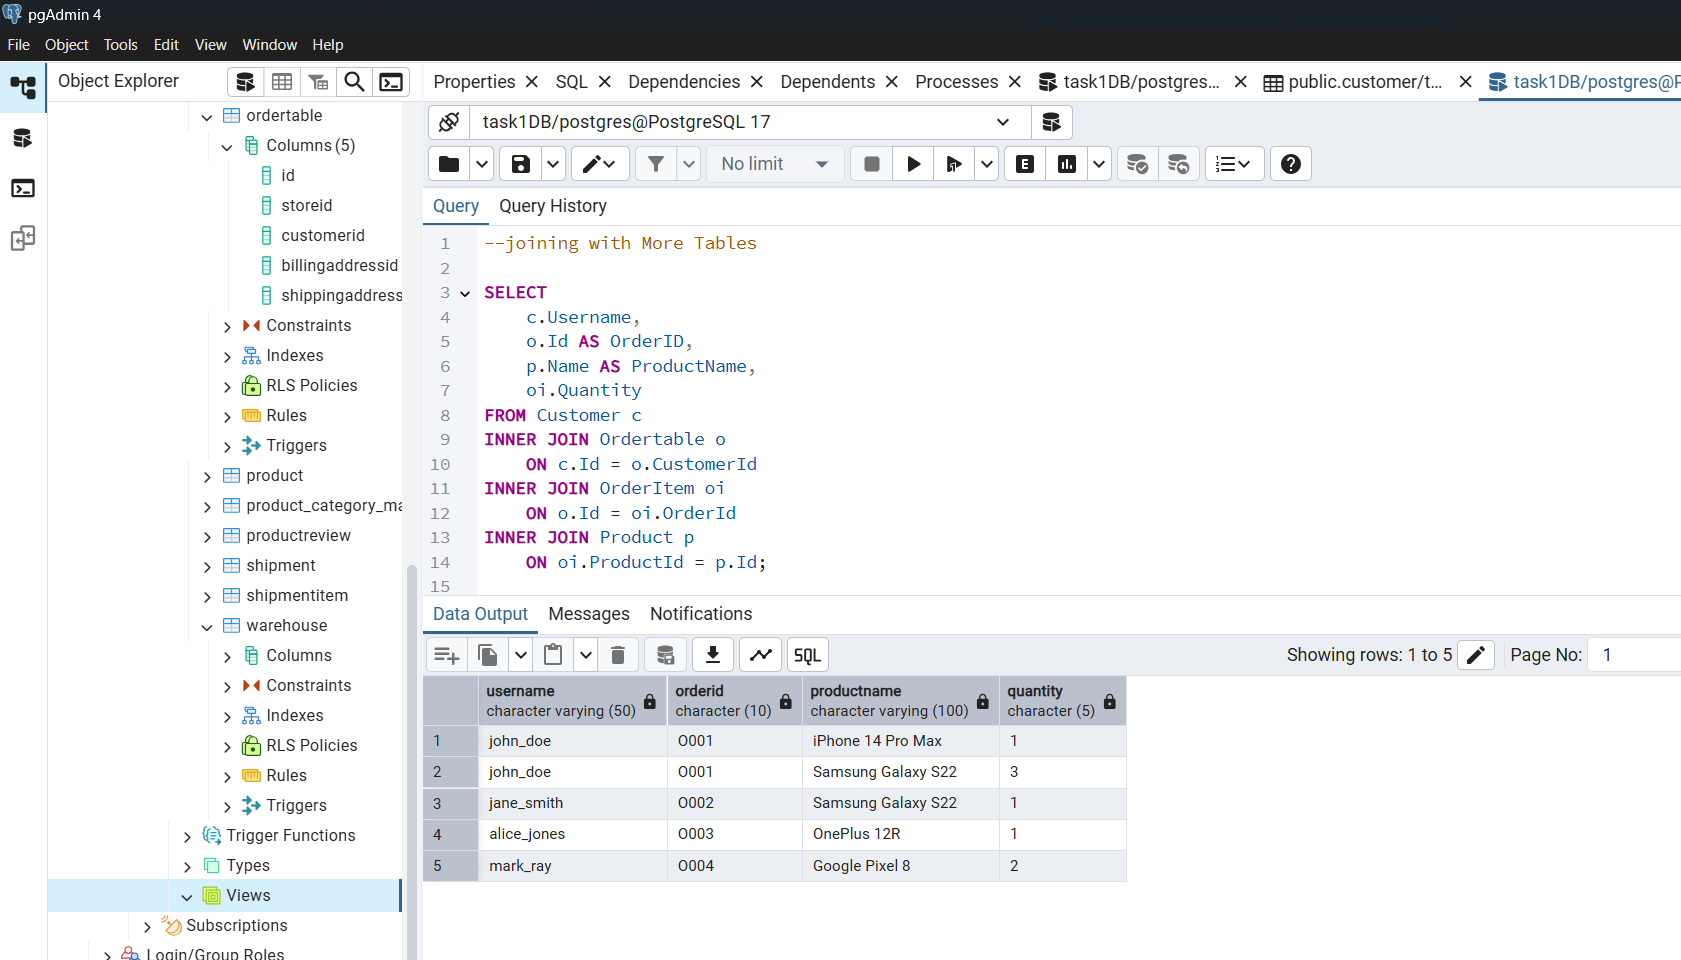 pgAdmin 4
File Object Tools Edit View Window Help
Object Explorer
Properties SQL Dependencies Dependents Processes task1DB/postgres... public.customer/t... task1DB/postgres@P
ordertable
Columns (5)
id
storeid
customerid
billingaddressid
shippingaddress
Constraints
Indexes
RLS Policies
Rules
Triggers
product
product_category_ma
productreview
shipment
shipmentitem
warehouse
Columns
Constraints
Indexes
RLS Policies
Rules
Triggers
Trigger Functions
Types
Views
Subscriptions
Login/Group Roles
task1DB/postgres@PostgreSQL 17
No limit
E
Query Query History
1 --joining with More Tables
2
3 SELECT
4 c.Username,
5 o.Id AS OrderID,
6 p.Name AS ProductName,
7 oi.Quantity
8 FROM Customer c
9 INNER JOIN Ordertable o
10 ON c.Id = o.CustomerId
11 INNER JOIN OrderItem oi
12 ON o.Id = oi.OrderId
13 INNER JOIN Product p
14 ON oi.ProductId = p.Id;
15
Data Output Messages Notifications
SQL
Showing rows: 1 to 5 Page No: 1
username orderid productname quantity
character varying (50) character (10) character varying (100) character (5)
1 john_doe O001 iPhone 14 Pro Max 1
2 john_doe O001 Samsung Galaxy S22 3
3 jane_smith O002 Samsung Galaxy S22 1
4 alice_jones O003 OnePlus 12R 1
5 mark_ray O004 Google Pixel 8 2